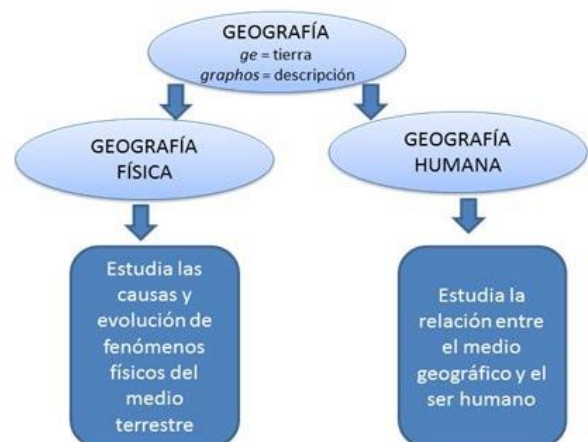 GEOGRAFÍA
ge = tierra
graphos = descripción
GEOGRAFÍA
FÍSICA
GEOGRAFÍA
HUMANA
Estudia las
causas y
evolución de
fenómenos
físicos del
medio
terrestre
Estudia la
relación entre
el medio
geográfico y el
ser humano